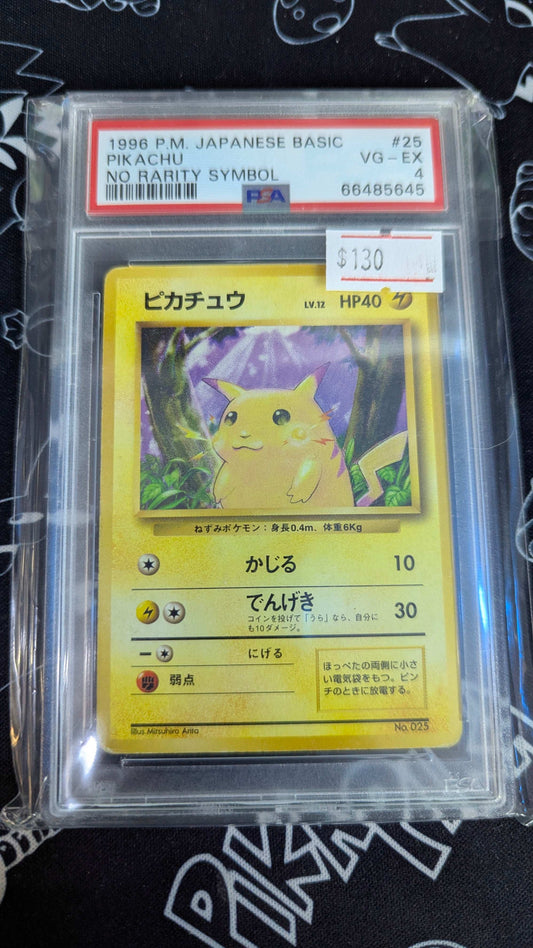 1996 P.M. JAPANESE BASIC #25
PIKACHU VG-EX
NO RARITY SYMBOL 4
PSA 66485645
$130
ピカチュウ LV.12 HP40
ねずみポケモン：身長0.4m、体重6Kg
かじる 10
でんげき 30
コインを投げて「うら」なら、自分に
も10ダメージ。
にげる
弱点
ほっぺたの両側に小さ
い電気袋をもつ。ピン
チのときに放電する。
Illus. Mitsuhiro Arita No. 025
PIK